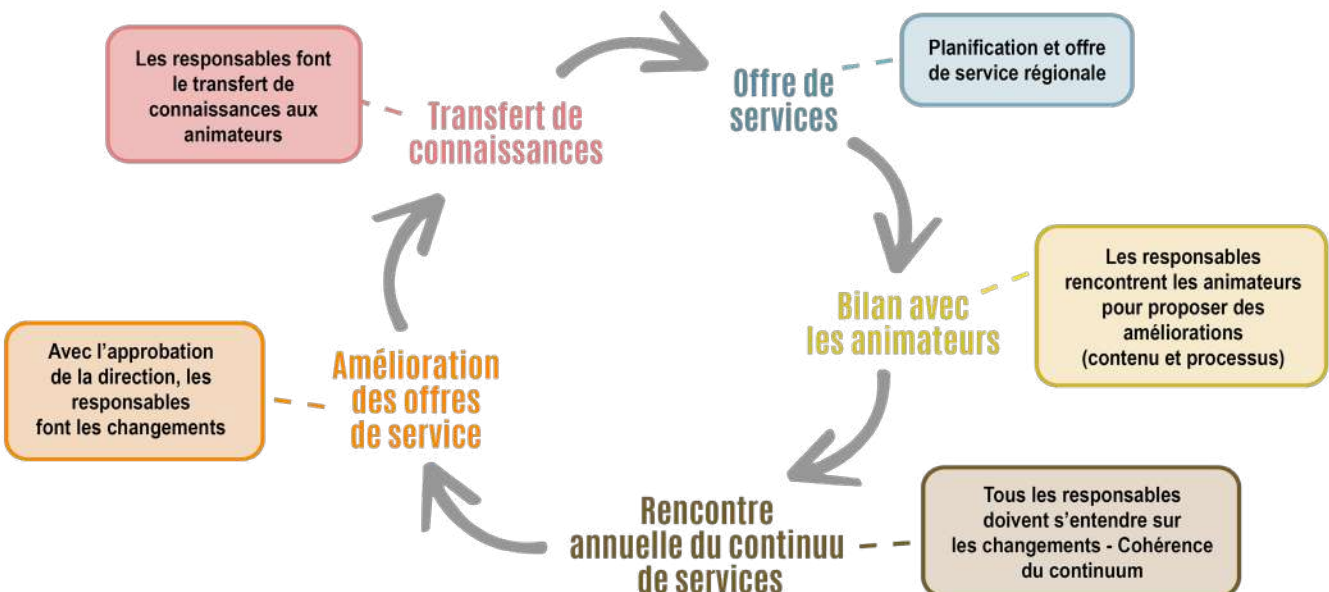 Les responsables font
le transfert de
connaissances aux
animateurs
Transfert de
connaissances
Offre de
services
Planification et offre
de service régionale
Bilan avec
les animateurs
Les responsables
rencontrent les animateurs
pour proposer des
améliorations
(contenu et processus)
Rencontre
annuelle du continuu
de services
Tous les responsables
doivent s’entendre sur
les changements - Cohérence
du continuum
Amélioration
des offres
de service
Avec l’approbation
de la direction, les
responsables
font les changements